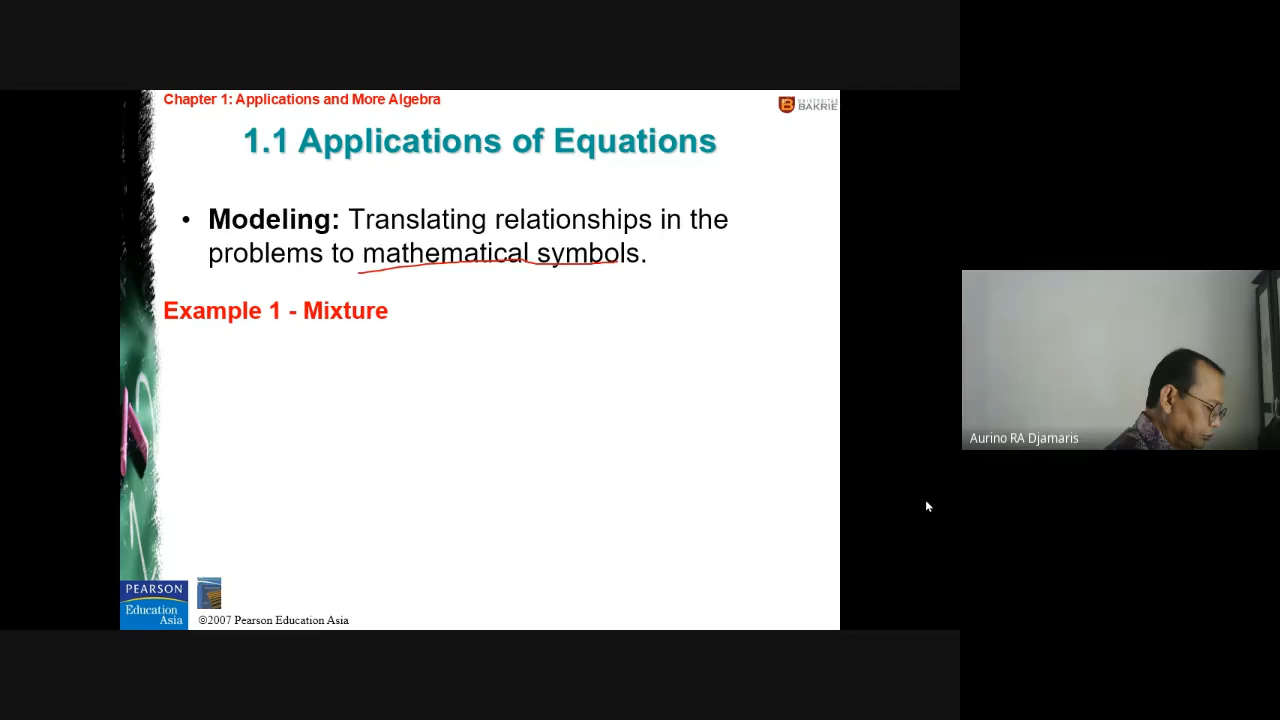 Chapter 1: Applications and More Algebra
UNIVERSITAS
BAKRIE
1.1 Applications of Equations
• Modeling: Translating relationships in the
problems to mathematical symbols.
Example 1 - Mixture
Aurino RA Djamaris
PEARSON
Education
Asia
©2007 Pearson Education Asia